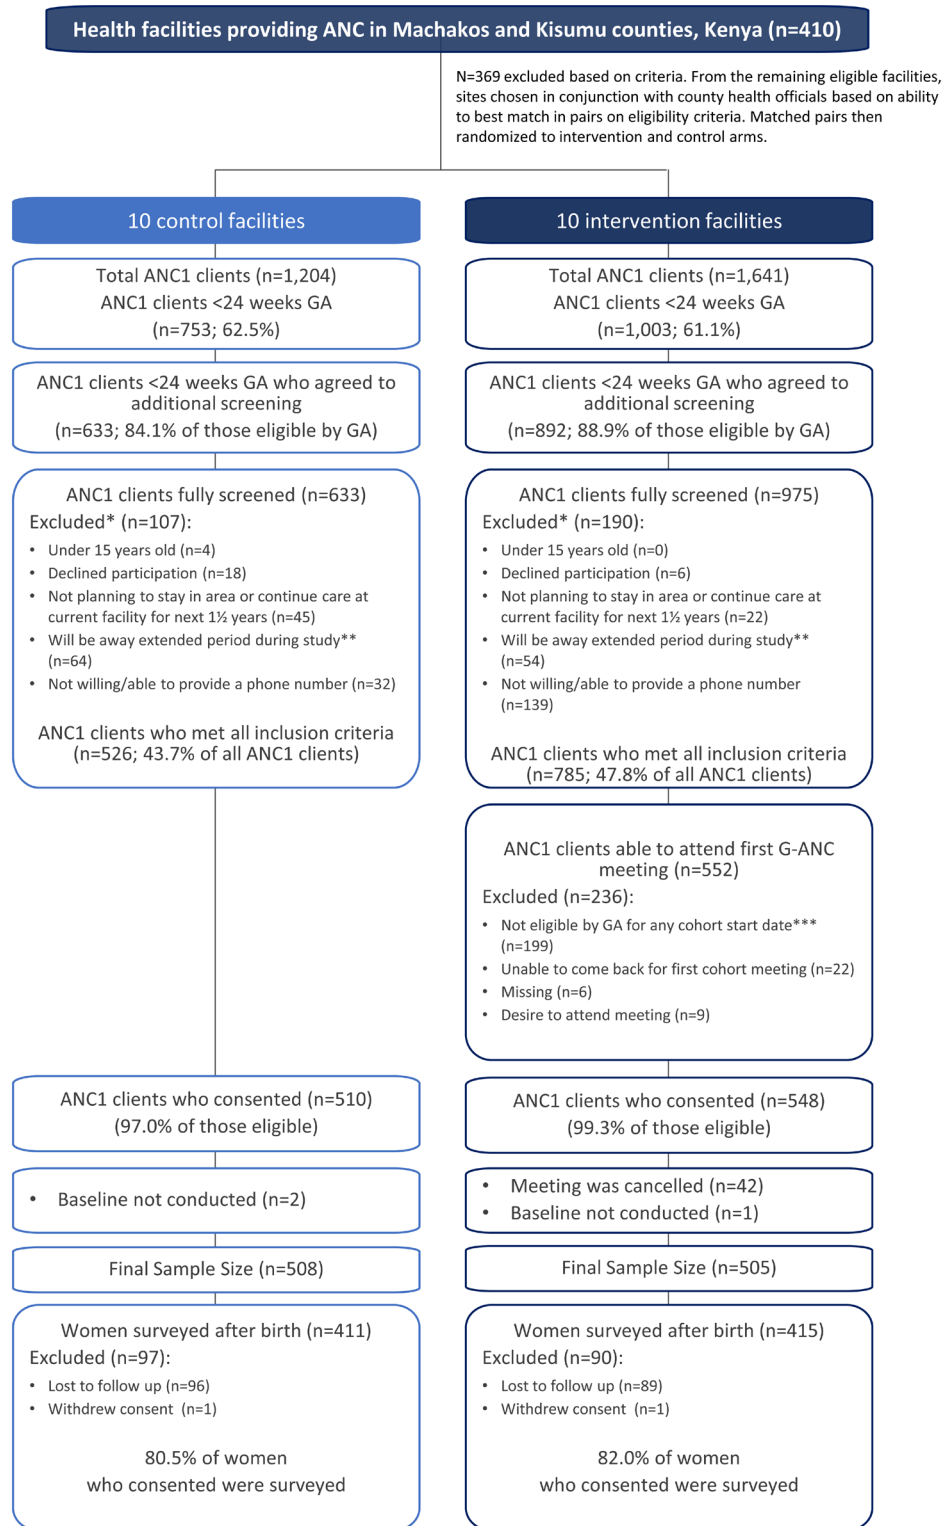 Health facilities providing ANC in Machakos and Kisumu counties, Kenya (n=410)
N=369 excluded based on criteria. From the remaining eligible facilities,
sites chosen in conjunction with county health officials based on ability
to best match in pairs on eligibility criteria. Matched pairs then
randomized to intervention and control arms.
10 control facilities
Total ANC1 clients (n=1,204)
ANC1 clients <24 weeks GA
(n=753; 62.5%)
ANC1 clients <24 weeks GA who agreed to
additional screening
(n=633; 84.1% of those eligible by GA)
ANC1 clients fully screened (n=633)
Excluded* (n=107):
• Under 15 years old (n=4)
• Declined participation (n=18)
• Not planning to stay in area or continue care at
current facility for next 1½ years (n=45)
• Will be away extended period during study**
(n=64)
• Not willing/able to provide a phone number (n=32)
ANC1 clients who met all inclusion criteria
(n=526; 43.7% of all ANC1 clients)
ANC1 clients who consented (n=510)
(97.0% of those eligible)
• Baseline not conducted (n=2)
Final Sample Size (n=508)
Women surveyed after birth (n=411)
Excluded (n=97):
• Lost to follow up (n=96)
• Withdrew consent (n=1)
80.5% of women
who consented were surveyed
10 intervention facilities
Total ANC1 clients (n=1,641)
ANC1 clients <24 weeks GA
(n=1,003; 61.1%)
ANC1 clients <24 weeks GA who agreed to
additional screening
(n=892; 88.9% of those eligible by GA)
ANC1 clients fully screened (n=975)
Excluded* (n=190):
• Under 15 years old (n=0)
• Declined participation (n=6)
• Not planning to stay in area or continue care at
current facility for next 1½ years (n=22)
• Will be away extended period during study**
(n=54)
• Not willing/able to provide a phone number
(n=139)
ANC1 clients who met all inclusion criteria
(n=785; 47.8% of all ANC1 clients)
ANC1 clients able to attend first G-ANC
meeting (n=552)
Excluded (n=236):
• Not eligible by GA for any cohort start date***
(n=199)
• Unable to come back for first cohort meeting (n=22)
• Missing (n=6)
• Desire to attend meeting (n=9)
ANC1 clients who consented (n=548)
(99.3% of those eligible)
• Meeting was cancelled (n=42)
• Baseline not conducted (n=1)
Final Sample Size (n=505)
Women surveyed after birth (n=415)
Excluded (n=90):
• Lost to follow up (n=89)
• Withdrew consent (n=1)
82.0% of women
who consented were surveyed